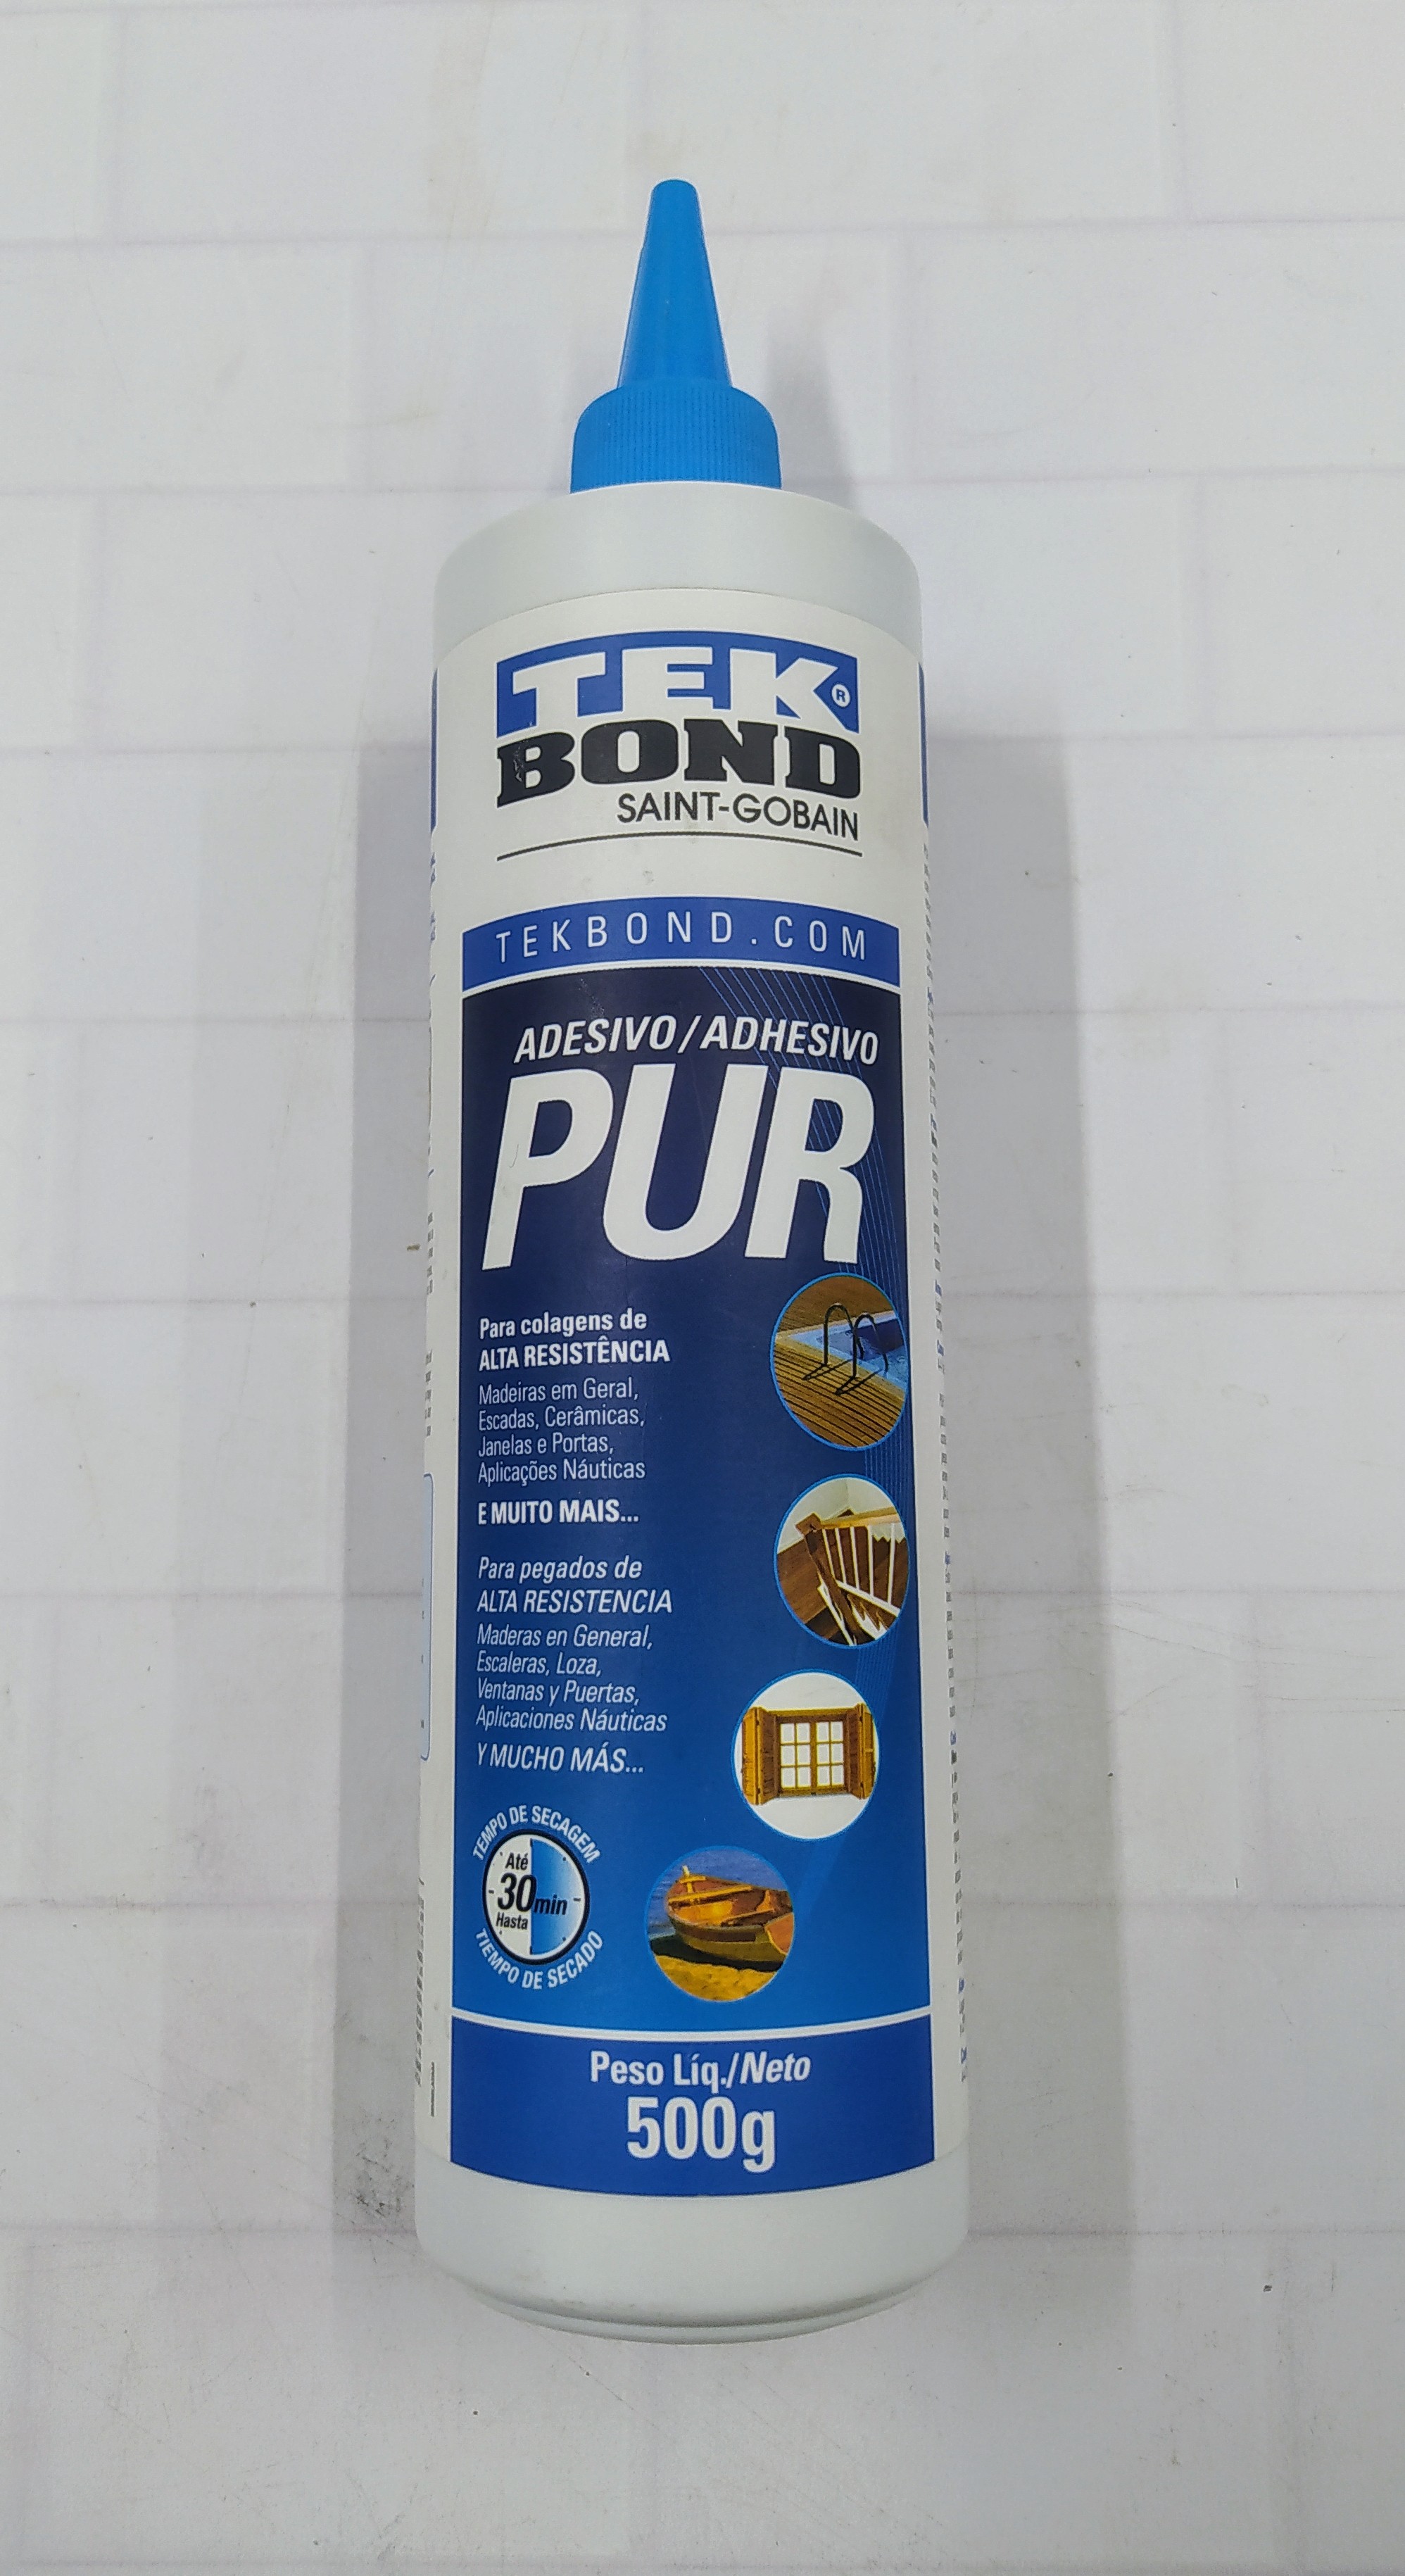 TEK®
BOND
SAINT-GOBAIN
TEKBOND.COM
ADESIVO/ADHESIVO
PUR
Para colagens de
ALTA RESISTÊNCIA
Madeiras em Geral,
Escadas, Cerâmicas,
Janelas e Portas,
Aplicações Náuticas
E MUITO MAIS...
Para pegados de
ALTA RESISTENCIA
Maderas en General,
Escaleras, Loza,
Ventanas y Puertas,
Aplicaciones Náuticas
Y MUCHO MÁS...
TEMPO DE SECAGEM
Até
30min
Hasta
TIEMPO DE SECADO
Peso Líq./Neto
500g